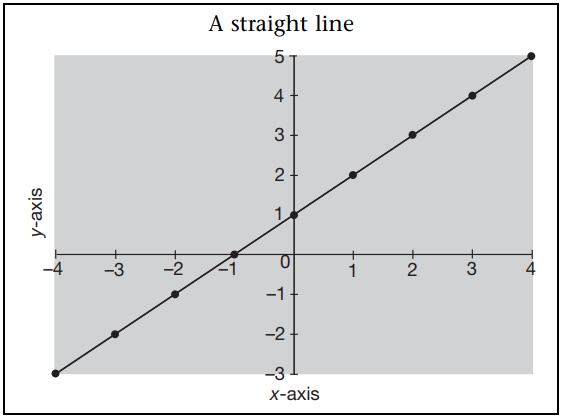 A straight line
5
4
3
2
1
0
–4 –3 –2 –1 1 2 3 4
–1
–2
–3
y-axis
x-axis